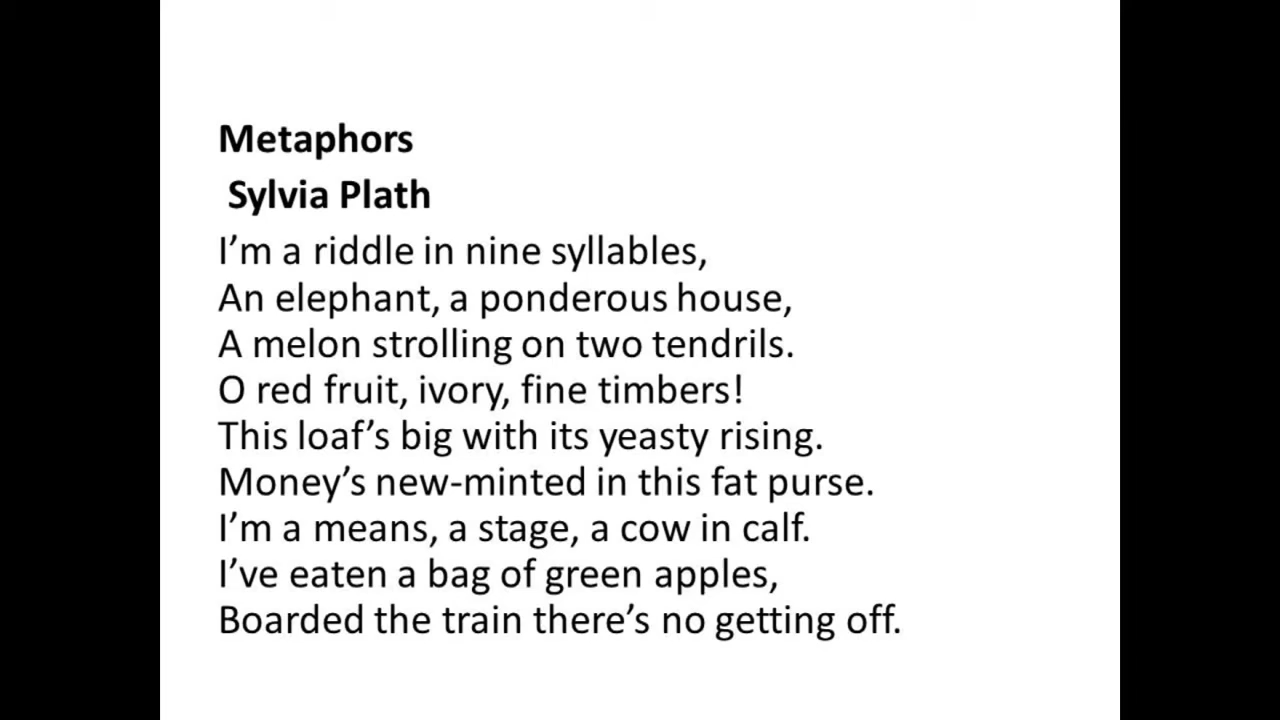 Metaphors
Sylvia Plath
I’m a riddle in nine syllables,
An elephant, a ponderous house,
A melon strolling on two tendrils.
O red fruit, ivory, fine timbers!
This loaf’s big with its yeasty rising.
Money’s new-minted in this fat purse.
I’m a means, a stage, a cow in calf.
I’ve eaten a bag of green apples,
Boarded the train there’s no getting off.